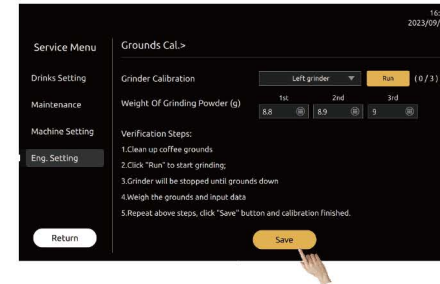 16:
2023/09/
Service Menu
Grounds Cal.>
Drinks Setting
Grinder Calibration
Left grinder
Run
(0/3)
Maintenance
Weight Of Grinding Powder (g)
1st
2nd
3rd
8.8
8.9
9
Machine Setting
Verification Steps:
1.Clean up coffee grounds
Eng. Setting
2.Click "Run" to start grinding;
3.Grinder will be stopped until grounds down
4.Weigh the grounds and input data
5.Repeat above steps, click "Save" button and calibration finished.
Return
Save